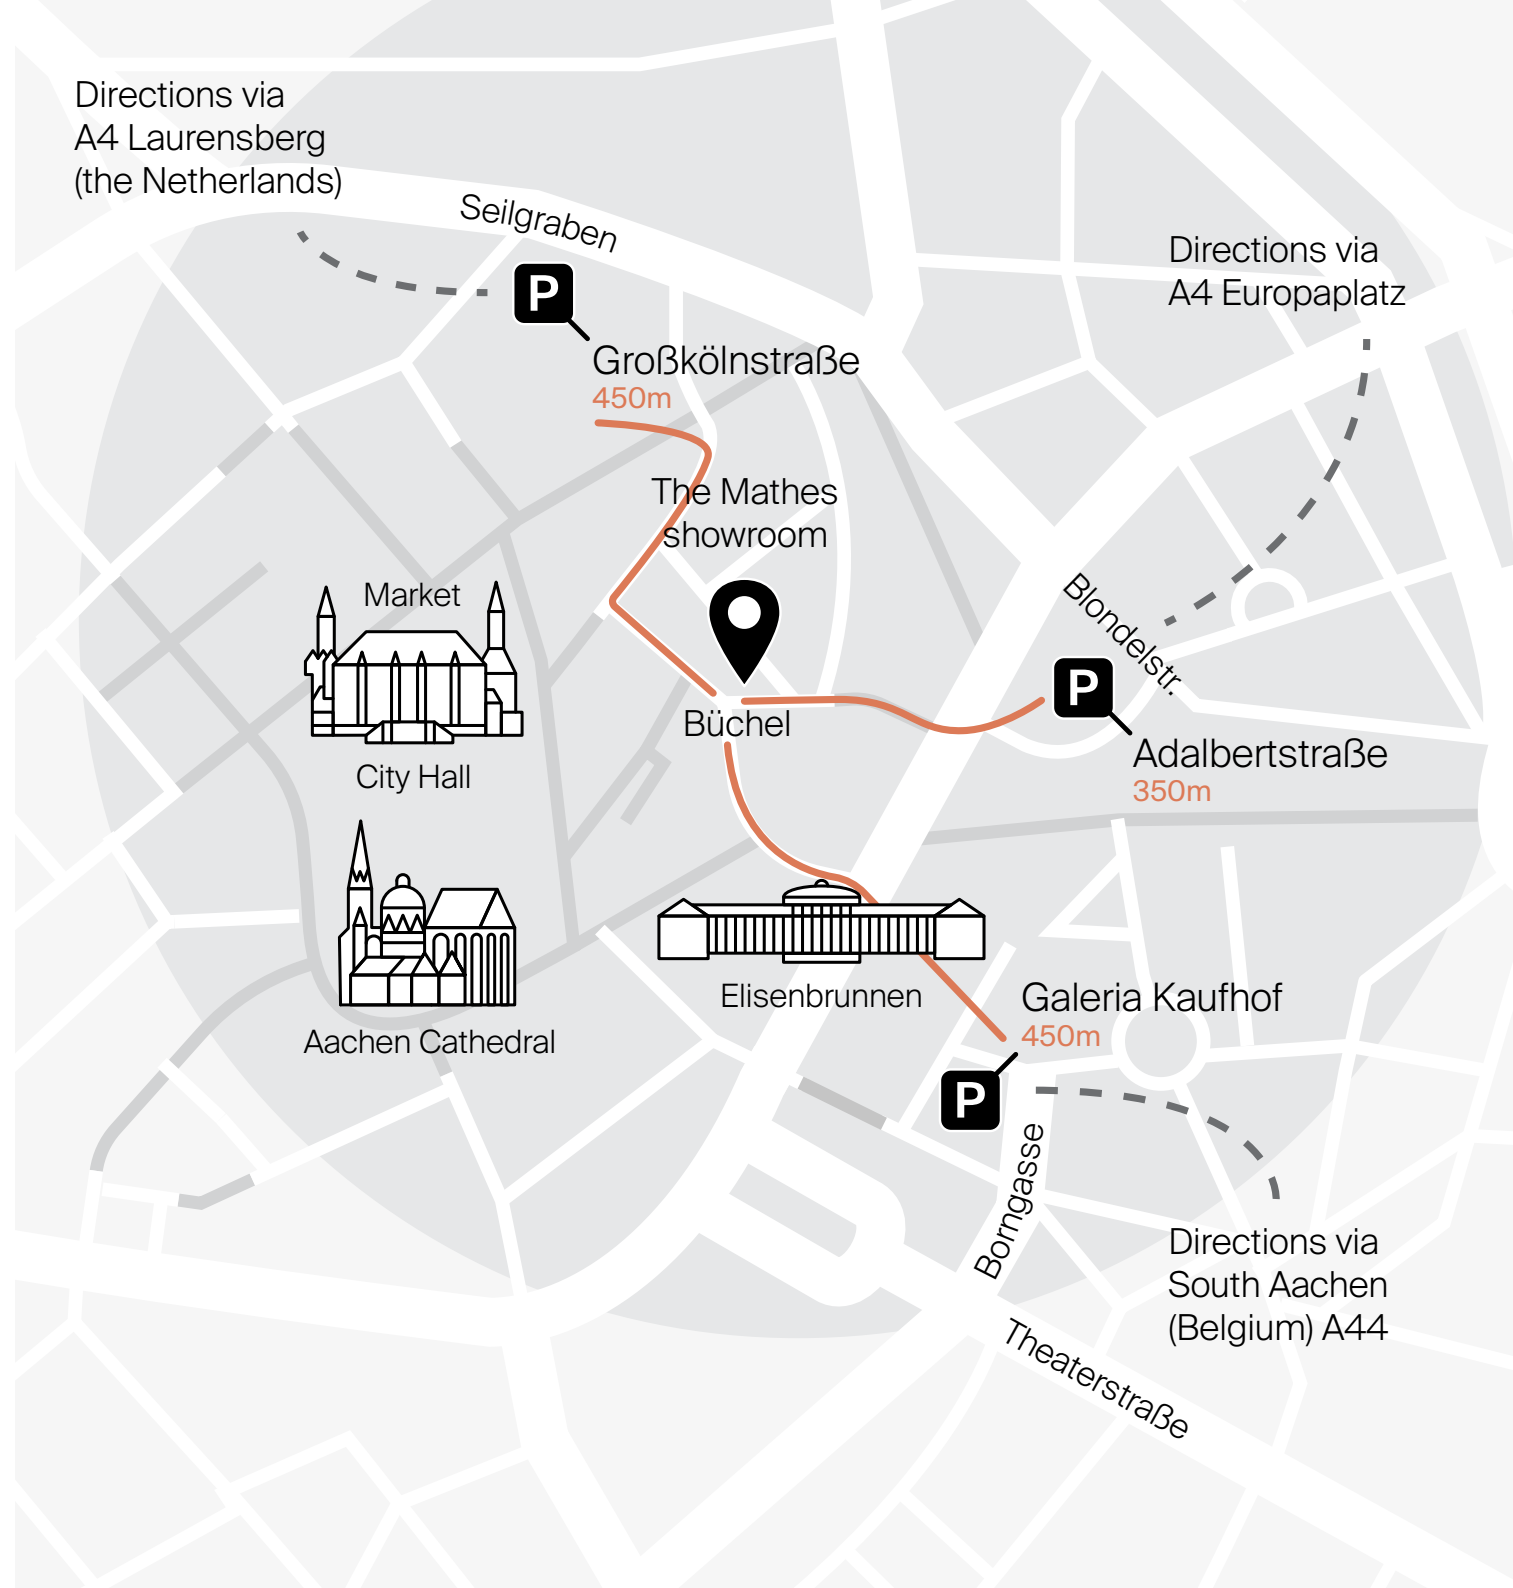 Directions via
A4 Laurensberg
(the Netherlands)
Seilgraben
Directions via
A4 Europaplatz
P
Großkölnstraße
450m
The Mathes
showroom
Market
City Hall
Büchel
Blondelstr.
P
Adalbertstraße
350m
Aachen Cathedral
Elisenbrunnen
Galeria Kaufhof
450m
P
Borngasse
Directions via
South Aachen
(Belgium) A44
Theaterstraße